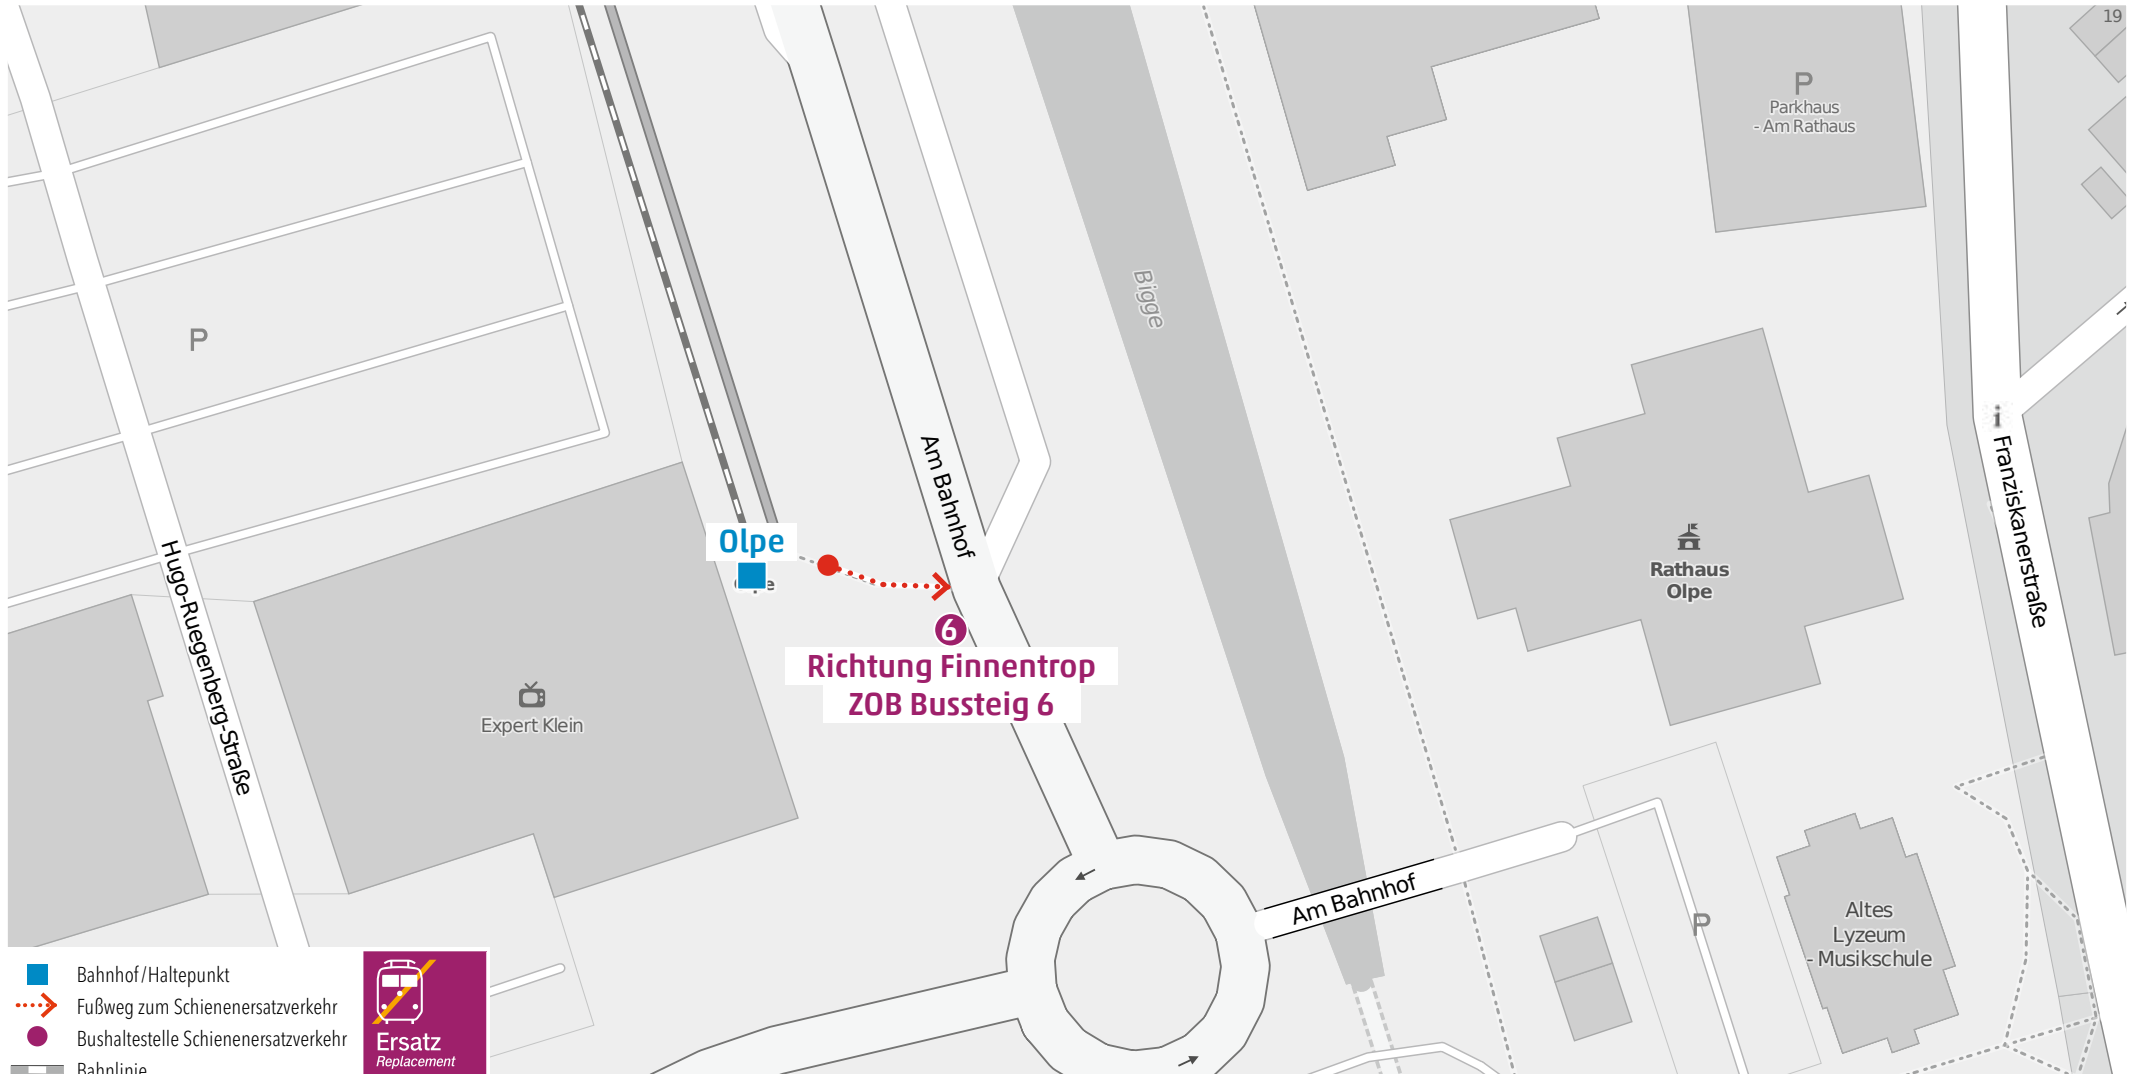 19
P
Parkhaus
- Am Rathaus
Bigge
P
Am Bahnhof
Franziskanerstraße
Olpe
Rathaus
Olpe
Hugo-Ruegenberg-Straße
6
Richtung Finnentrop
ZOB Bussteig 6
Expert Klein
Am Bahnhof
P
Altes
Lyzeum
- Musikschule
Bahnhof/Haltepunkt
Fußweg zum Schienenersatzverkehr
Bushaltestelle Schienenersatzverkehr
Bahnlinie
Ersatz
Replacement